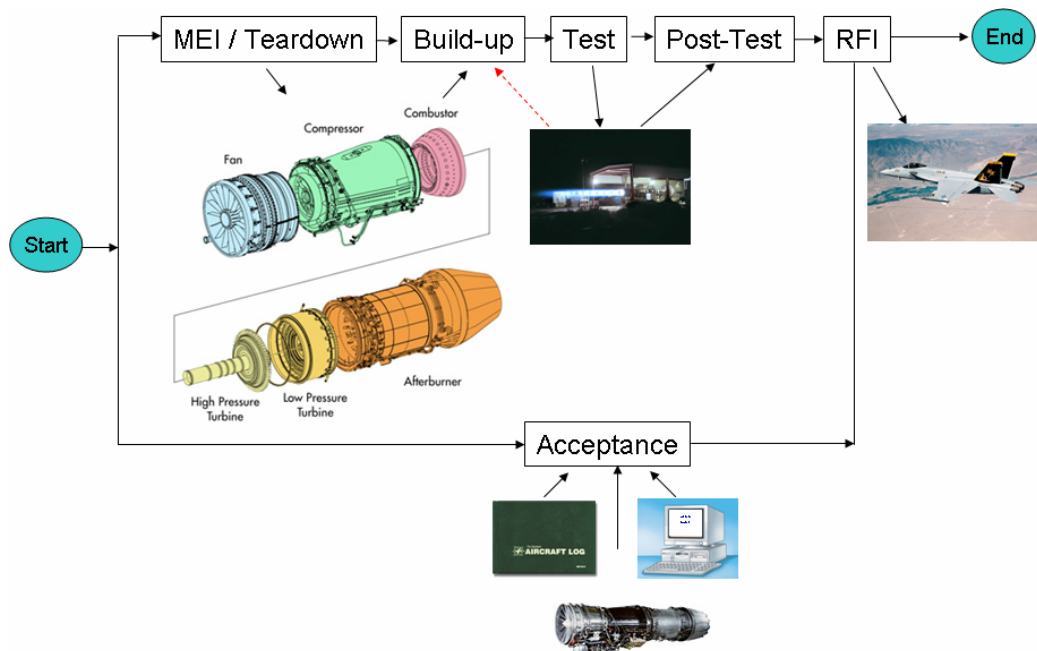 MEI / Teardown
Build-up
Test
Post-Test
RFI
End
Combustor
Compressor
Fan
Start
Afterburner
High Pressure
Turbine
Low Pressure
Turbine
Acceptance
AIRCRAFT LOG